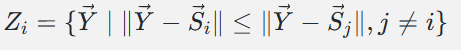 $Z_i = \{\vec{Y} \mid \|\vec{Y} - \vec{S}_i\| \leq \|\vec{Y} - \vec{S}_j\|, j \neq i\}$